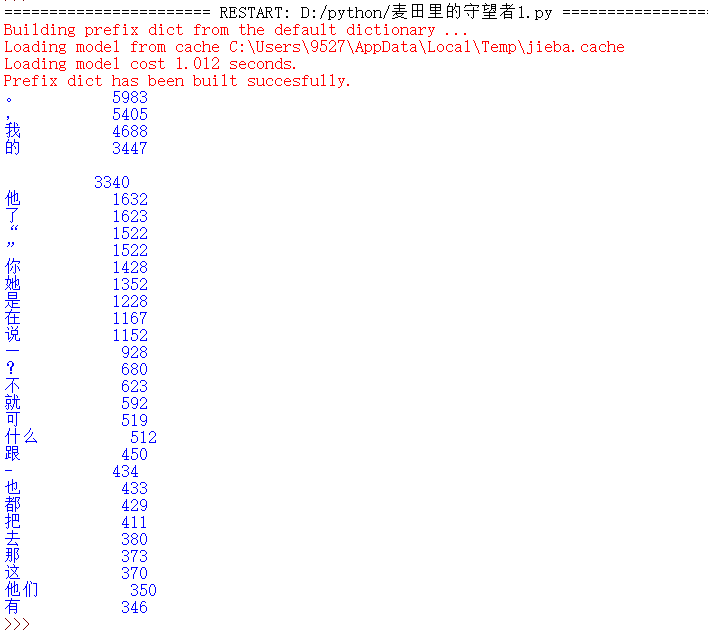 ======================= RESTART: D:/python/麦田里的守望者1.py =================
Building prefix dict from the default dictionary ...
Loading model from cache C:\Users\9527\AppData\Local\Temp\jieba.cache
Loading model cost 1.012 seconds.
Prefix dict has been built succesfully.
。 5983
， 5405
我 4688
的 3447
3340
他 1632
了 1623
“ 1522
” 1522
你 1428
她 1352
是 1228
在 1167
说 1152
一 928
？ 680
不 623
就 592
可 519
什么 512
跟 450
- 434
也 433
都 429
把 411
去 380
那 373
这 370
他们 350
有 346
>>>